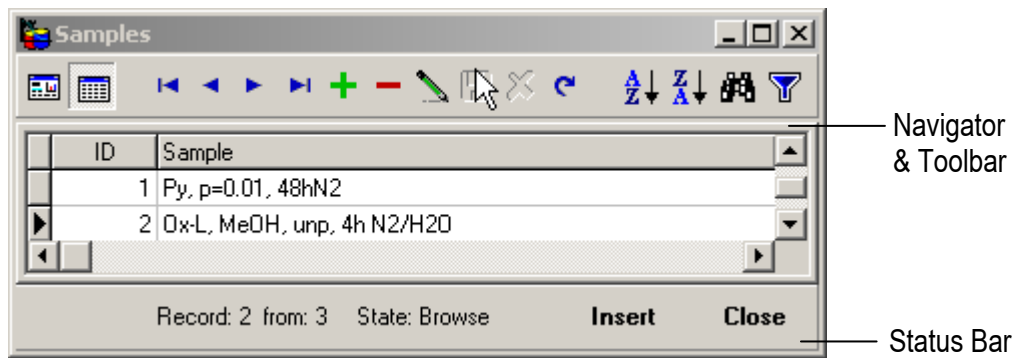 Samples
A Z Z A
Navigator
& Toolbar
ID Sample
1 Py, p=0.01, 48hN2
2 Ox-L, MeOH, unp, 4h N2/H2O
Record: 2 from: 3 State: Browse Insert Close
Status Bar